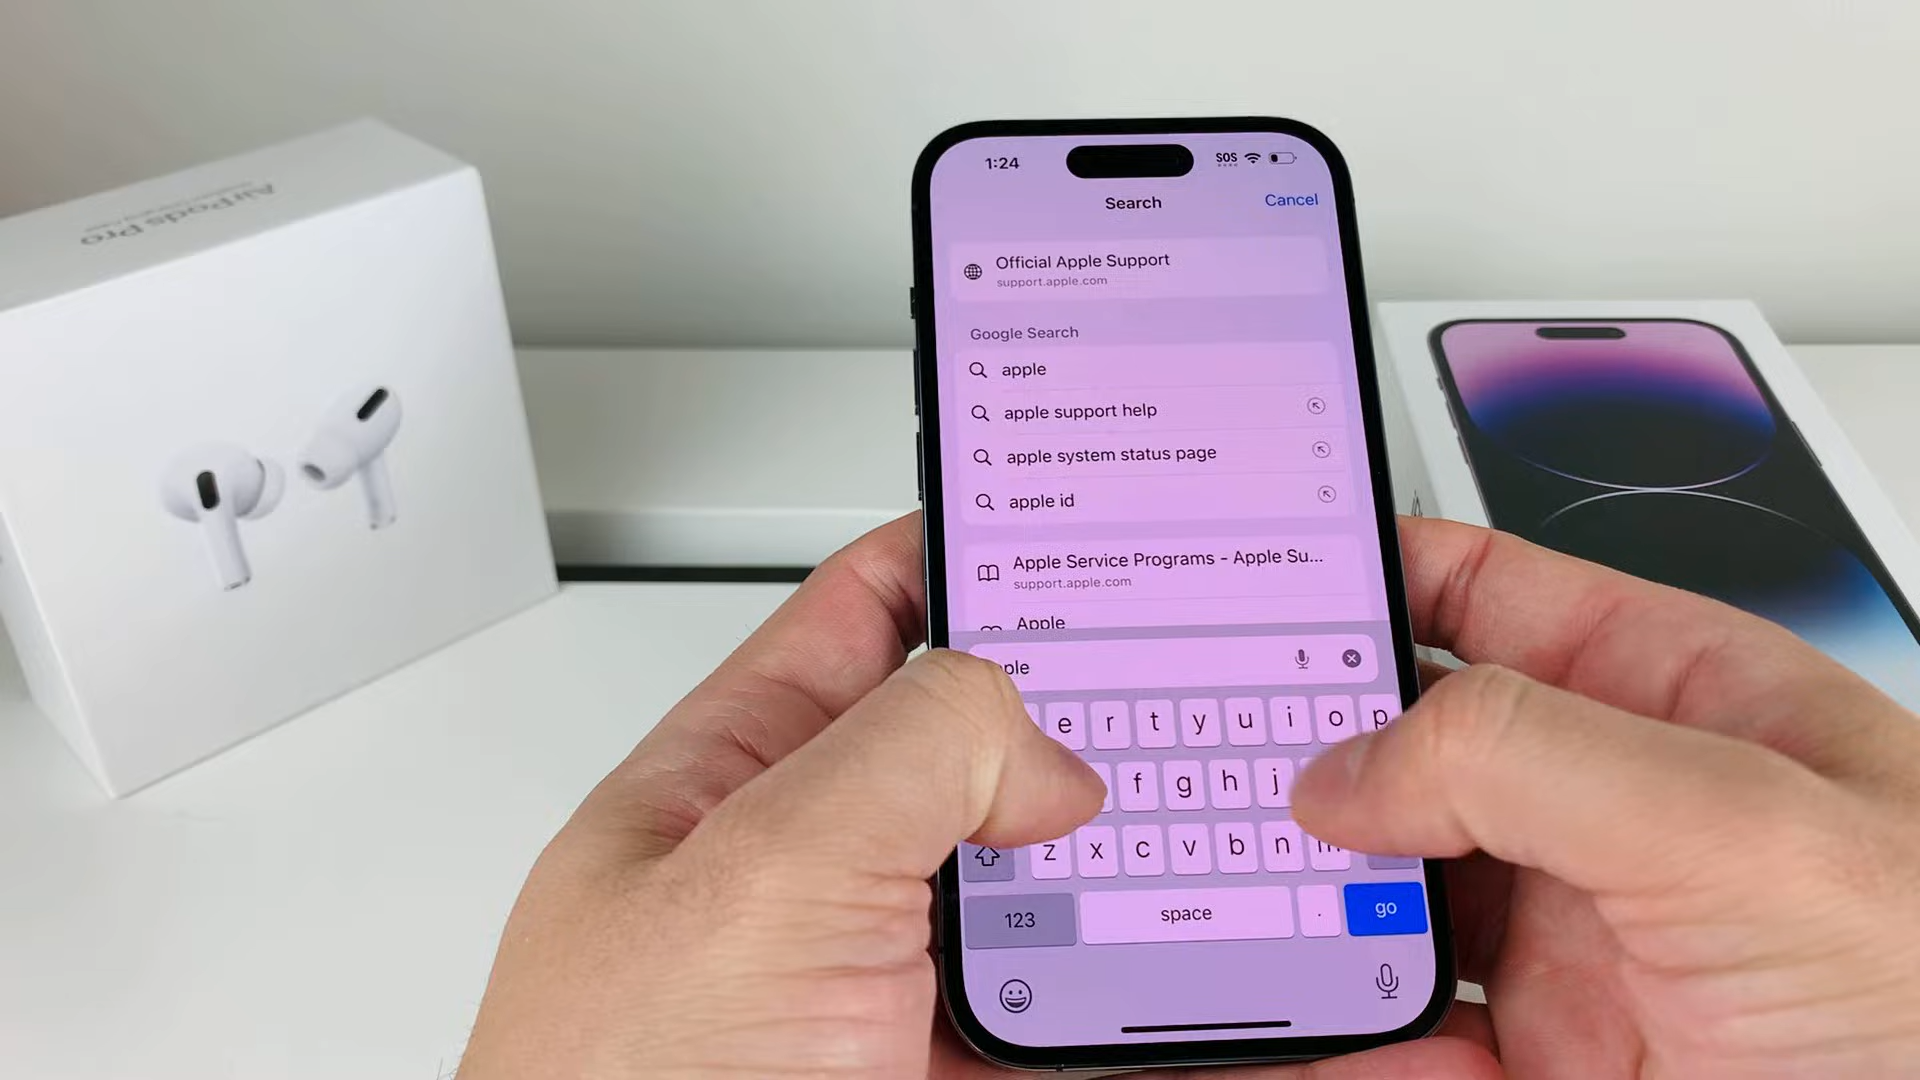 AirPods Pro
1:24
SOS
Search
Cancel
Official Apple Support
support.apple.com
Google Search
apple
apple support help
apple system status page
apple id
Apple Service Programs - Apple Su...
support.apple.com
Apple
ple
e r t y u i o p
f g h j
z x c v b n m
123
space
.
go